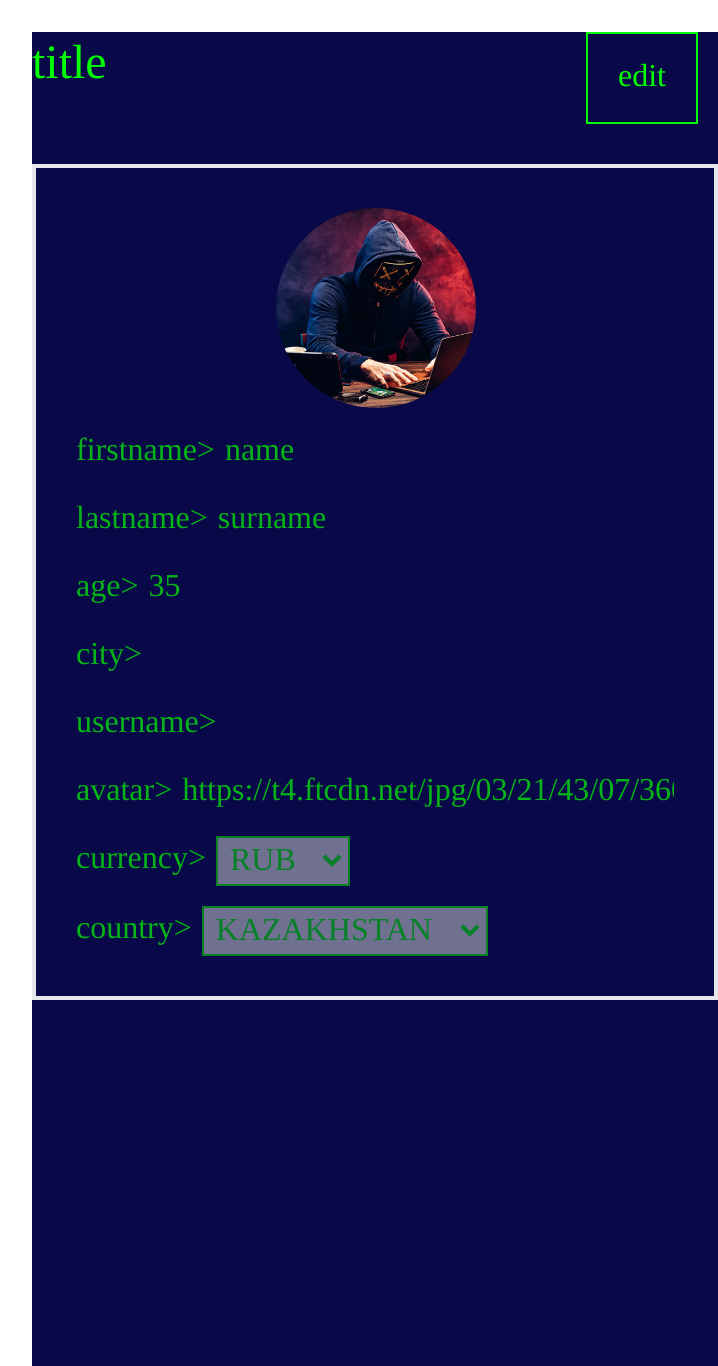 title
edit
firstname> name
lastname> surname
age> 35
city>
username>
avatar> https://t4.ftcdn.net/jpg/03/21/43/07/36
currency> RUB
country> KAZAKHSTAN